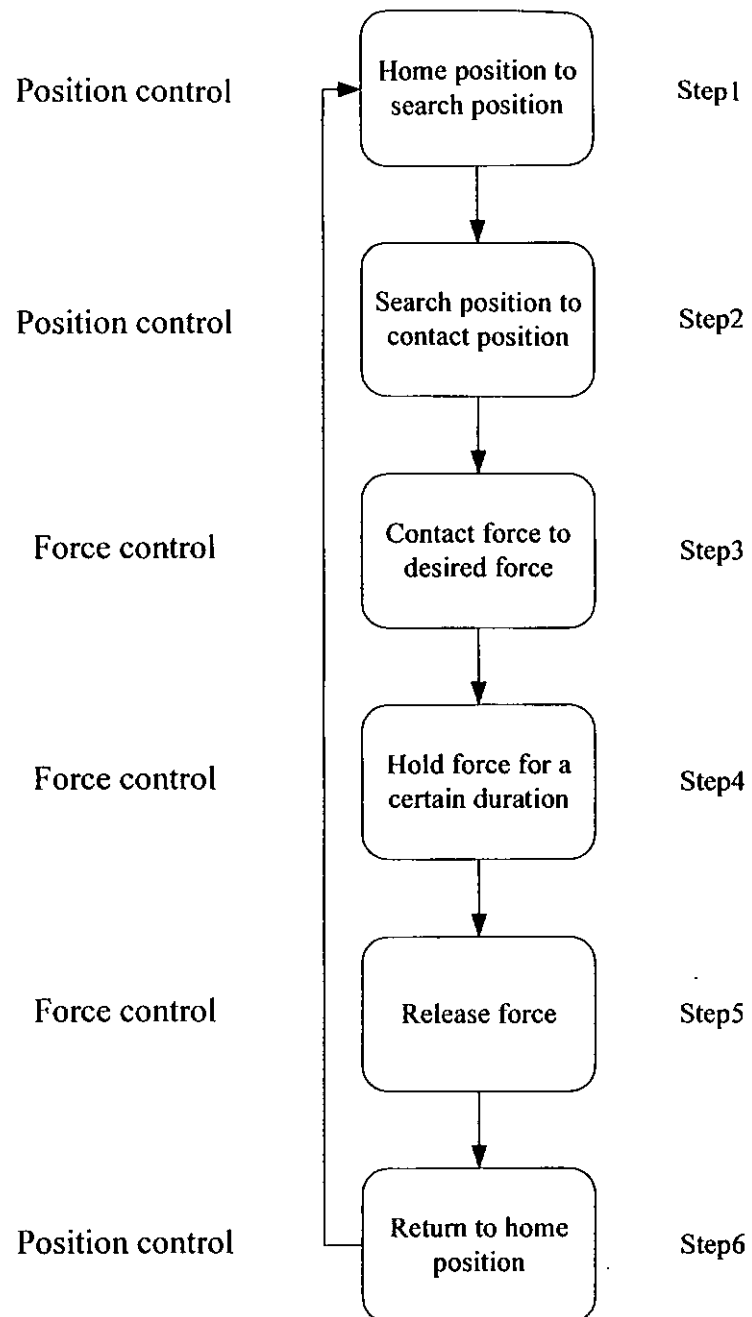 Position control
Home position to
search position
Step1
Position control
Search position to
contact position
Step2
Force control
Contact force to
desired force
Step3
Force control
Hold force for a
certain duration
Step4
Force control
Release force
Step5
Position control
Return to home
position
Step6